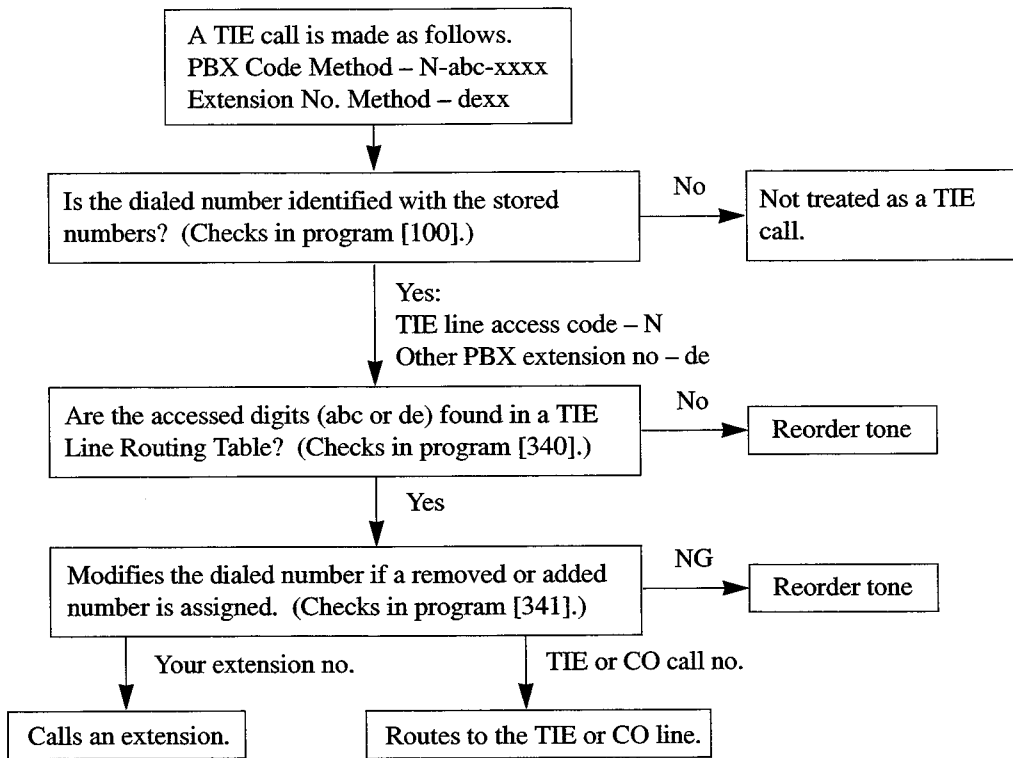 A TIE call is made as follows.
PBX Code Method – N-abc-xxxx
Extension No. Method – dexx
Is the dialed number identified with the stored
numbers? (Checks in program [100].)
No
Not treated as a TIE
call.
Yes:
TIE line access code – N
Other PBX extension no – de
Are the accessed digits (abc or de) found in a TIE
Line Routing Table? (Checks in program [340].)
No
Reorder tone
Yes
Modifies the dialed number if a removed or added
number is assigned. (Checks in program [341].)
NG
Reorder tone
Your extension no.
TIE or CO call no.
Calls an extension.
Routes to the TIE or CO line.